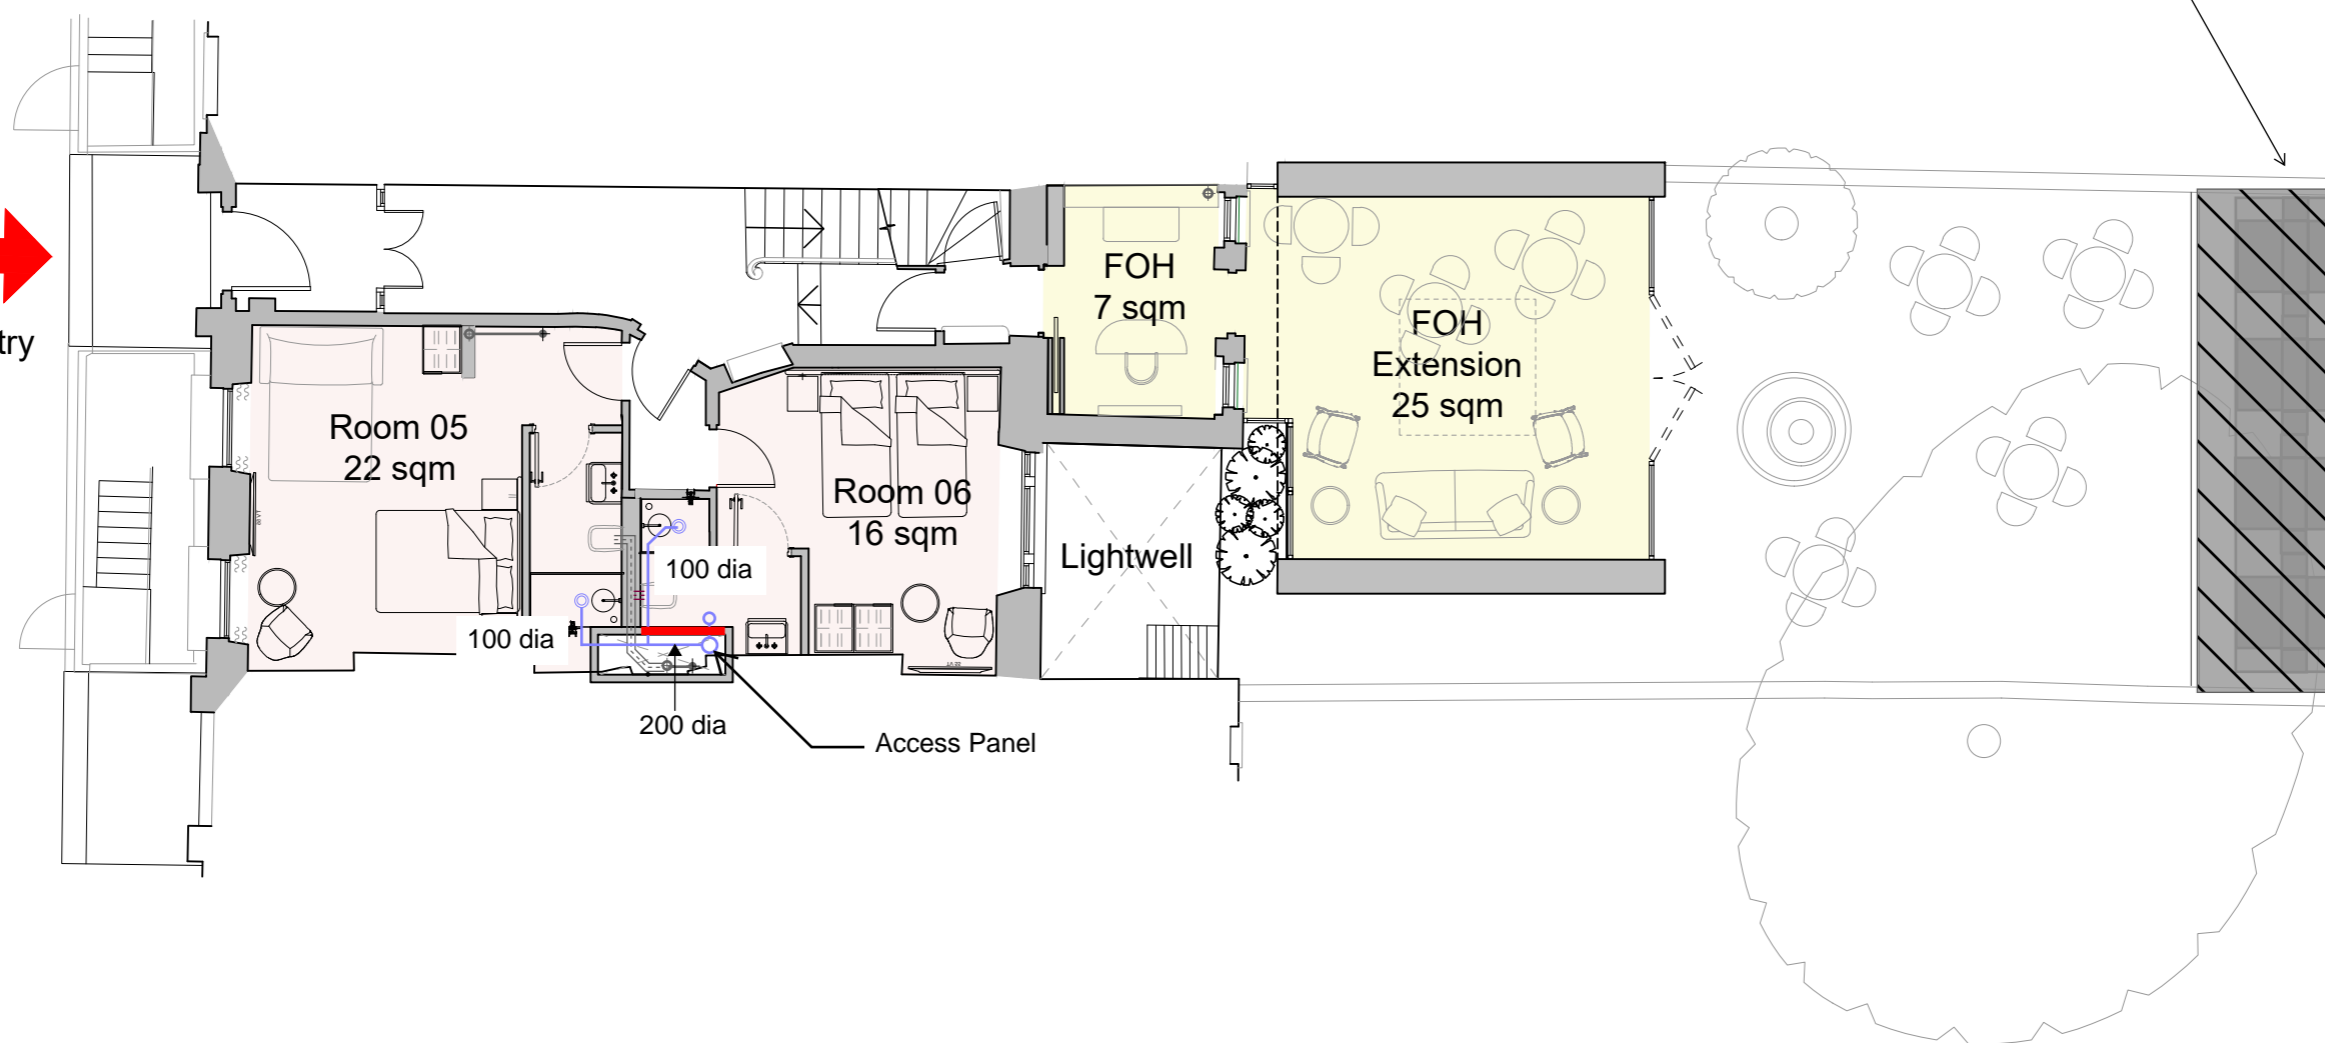 try
FOH
7 sqm
FOH
Extension
25 sqm
Room 05
22 sqm
Room 06
16 sqm
Lightwell
100 dia
100 dia
200 dia
Access Panel